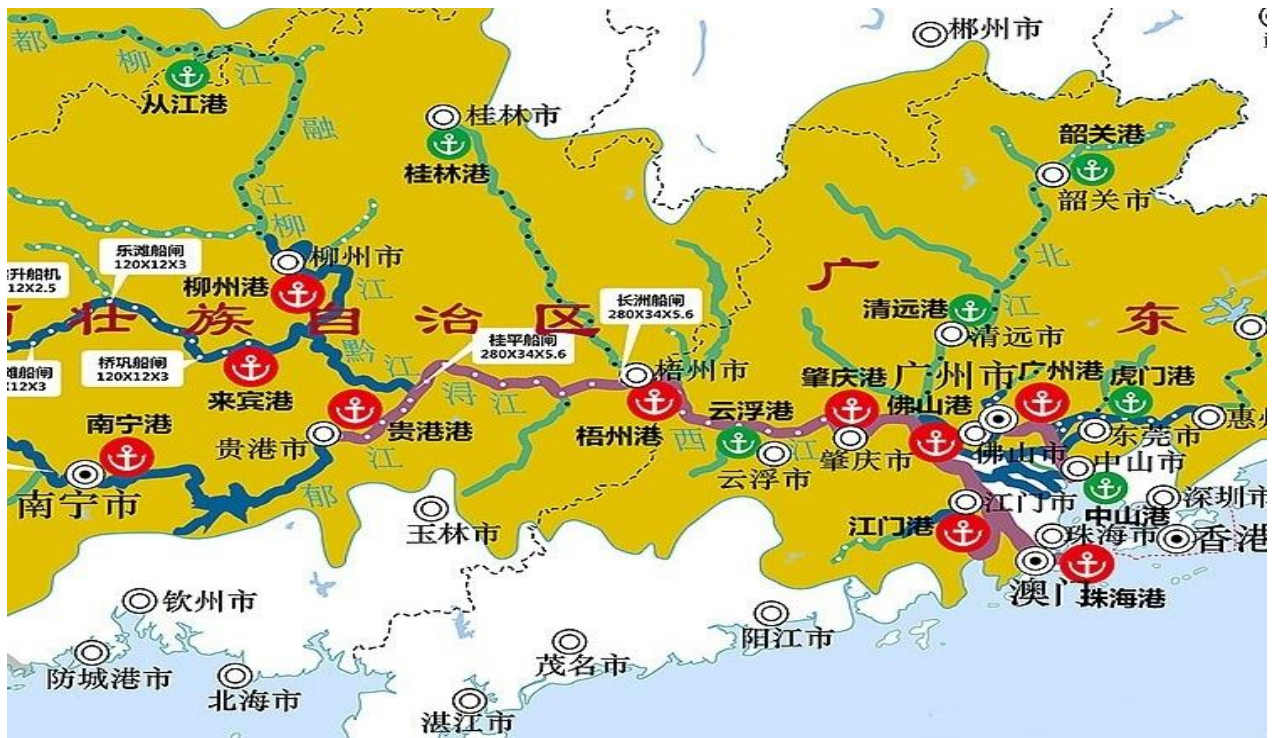 郴州市
都
柳
江
从江港
桂林市
桂林港
融
江
韶关港
韶关市
柳
柳州市
乐滩船闸
120X12X3
升船机
12X2.5
柳州港
江
长洲船闸
280X34X5.6
广
北
江
清远港
清远市
壮族自治区
东
桂平船闸
280X34X5.6
桥巩船闸
120X12X3
滩船闸
X12X3
来宾港
黔
江
浔
江
梧州市
梧州港
肇庆港
广州市
广州港
虎门港
佛山港
南宁港
南宁市
贵港市
贵港港
江
郁
西
江
云浮港
云浮市
肇庆市
佛山市
东莞市
惠
中山市
中山港
深圳市
玉林市
江门市
江门港
珠海市
香港
澳门
珠海港
钦州市
防城港市
北海市
湛江市
茂名市
阳江市